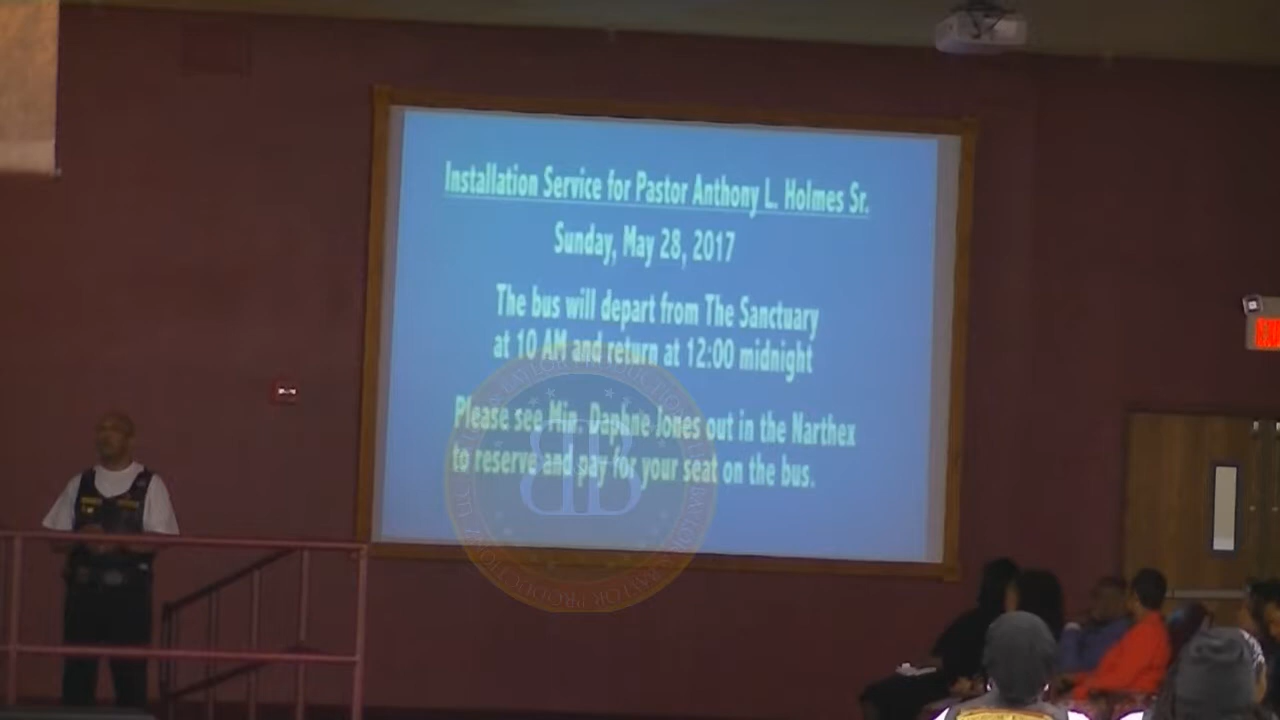 Installation Service for Pastor Anthony L. Holmes Sr.
Sunday, May 28, 2017
The bus will depart from The Sanctuary
at 10 AM and return at 12:00 midnight
Please see Min. Daphne Jones out in the Narthex
to reserve and pay for your seat on the bus.